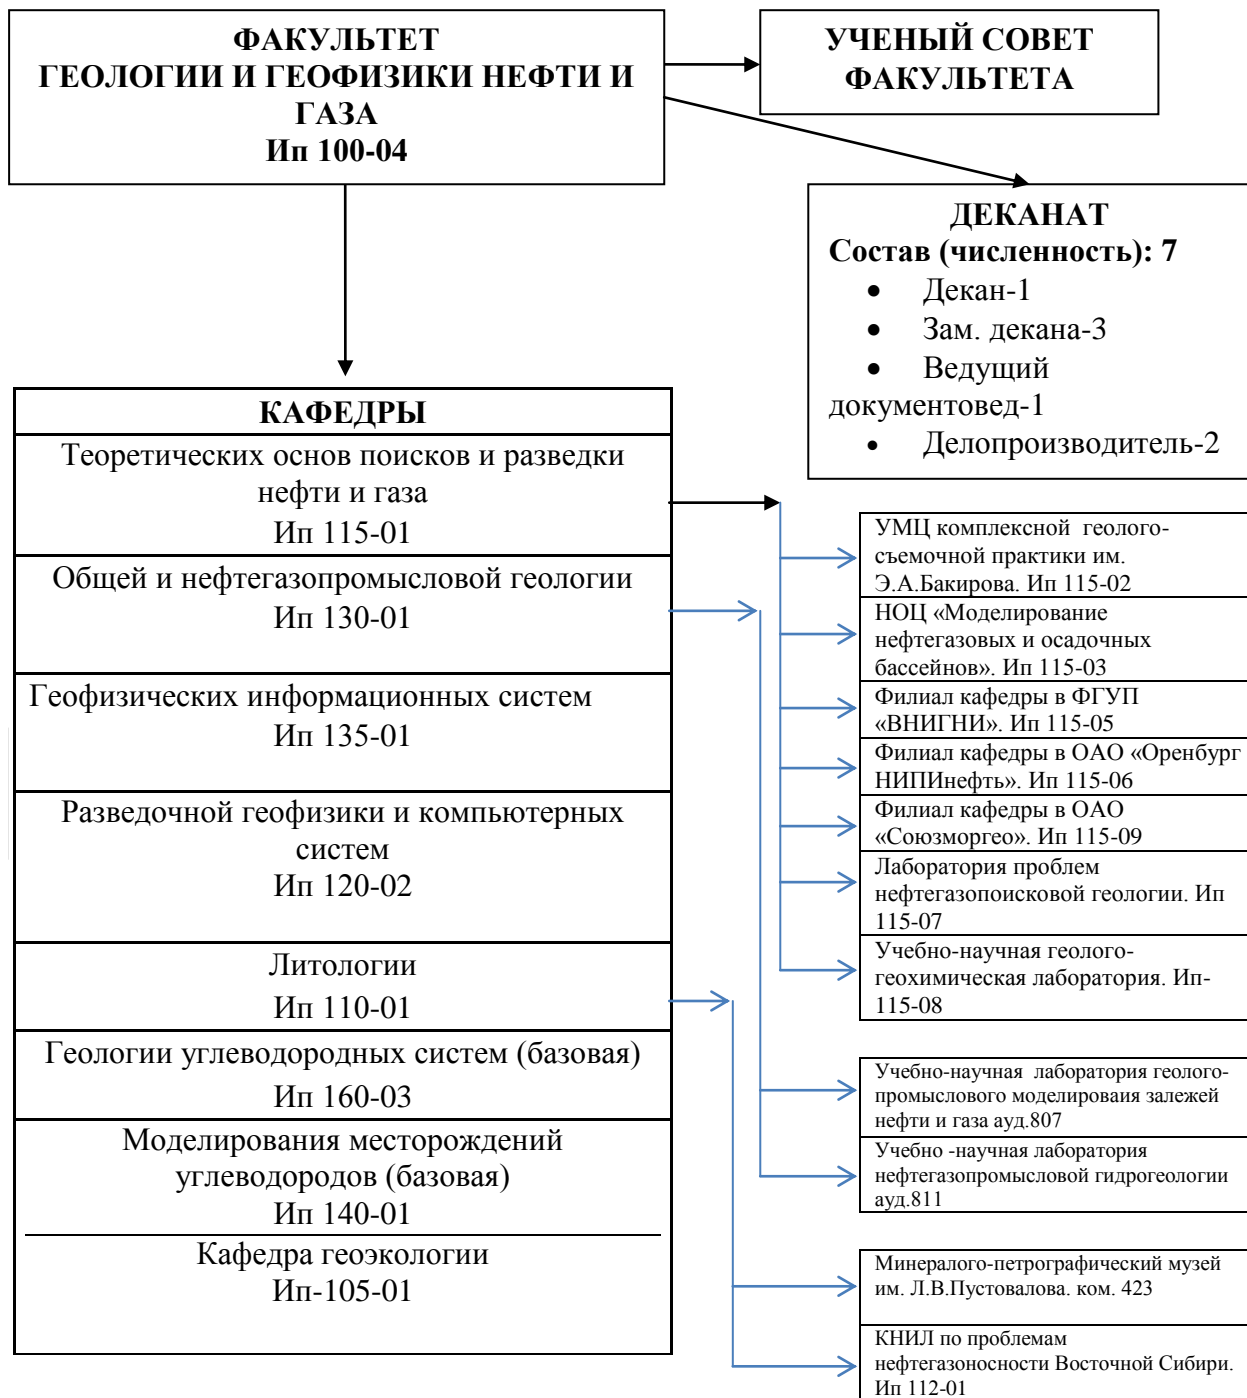 ФАКУЛЬТЕТ
ГЕОЛОГИИ И ГЕОФИЗИКИ НЕФТИ И
ГАЗА
Ип 100-04
УЧЕНЫЙ СОВЕТ
ФАКУЛЬТЕТА
ДЕКАНАТ
Состав (численность): 7
• Декан-1
• Зам. декана-3
• Ведущий
документовед-1
• Делопроизводитель-2
КАФЕДРЫ
Теоретических основ поисков и разведки
нефти и газа
Ип 115-01
Общей и нефтегазопромысловой геологии
Ип 130-01
Геофизических информационных систем
Ип 135-01
Разведочной геофизики и компьютерных
систем
Ип 120-02
Литологии
Ип 110-01
Геологии углеводородных систем (базовая)
Ип 160-03
Моделирования месторождений
углеводородов (базовая)
Ип 140-01
Кафедра геоэкологии
Ип-105-01
УМЦ комплексной геолого-
съемочной практики им.
Э.А.Бакирова. Ип 115-02
НОЦ «Моделирование
нефтегазовых и осадочных
бассейнов». Ип 115-03
Филиал кафедры в ФГУП
«ВНИГНИ». Ип 115-05
Филиал кафедры в ОАО «Оренбург
НИПИнефть». Ип 115-06
Филиал кафедры в ОАО
«Союзморгео». Ип 115-09
Лаборатория проблем
нефтегазопоисковой геологии. Ип
115-07
Учебно-научная геолого-
геохимическая лаборатория. Ип-
115-08
Учебно-научная лаборатория геолого-
промыслового моделироваия залежей
нефти и газа ауд.807
Учебно -научная лаборатория
нефтегазопромысловой гидрогеологии
ауд.811
Минералого-петрографический музей
им. Л.В.Пустовалова. ком. 423
КНИЛ по проблемам
нефтегазоносности Восточной Сибири.
Ип 112-01